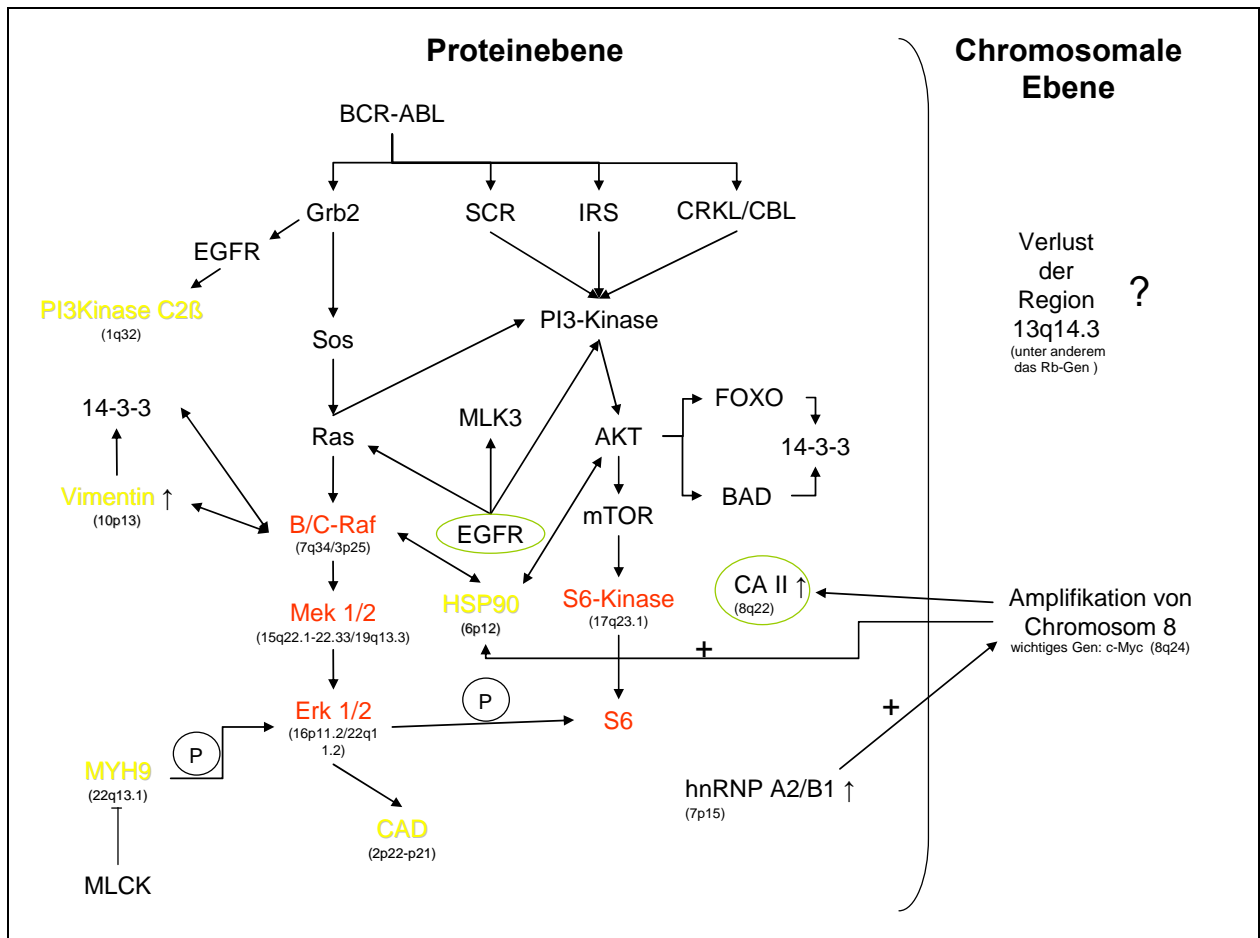 Proteinebene
Chromosomale
Ebene
BCR-ABL
Grb2
SCR
IRS
CRKL/CBL
EGFR
PI3Kinase C2ß
(1q32)
Sos
PI3-Kinase
Verlust
der
Region
13q14.3
(unter anderem
das Rb-Gen )
?
14-3-3
Ras
MLK3
AKT
FOXO
14-3-3
BAD
Vimentin ↑
(10p13)
B/C-Raf
(7q34/3p25)
EGFR
mTOR
Mek 1/2
(15q22.1-22.33/19q13.3)
HSP90
(6p12)
S6-Kinase
(17q23.1)
CA II ↑
(8q22)
Amplifikation von
Chromosom 8
wichtiges Gen: c-Myc (8q24)
+
Erk 1/2
(16p11.2/22q1
1.2)
P
S6
+
P
MYH9
(22q13.1)
hnRNP A2/B1 ↑
(7p15)
CAD
(2p22-p21)
MLCK